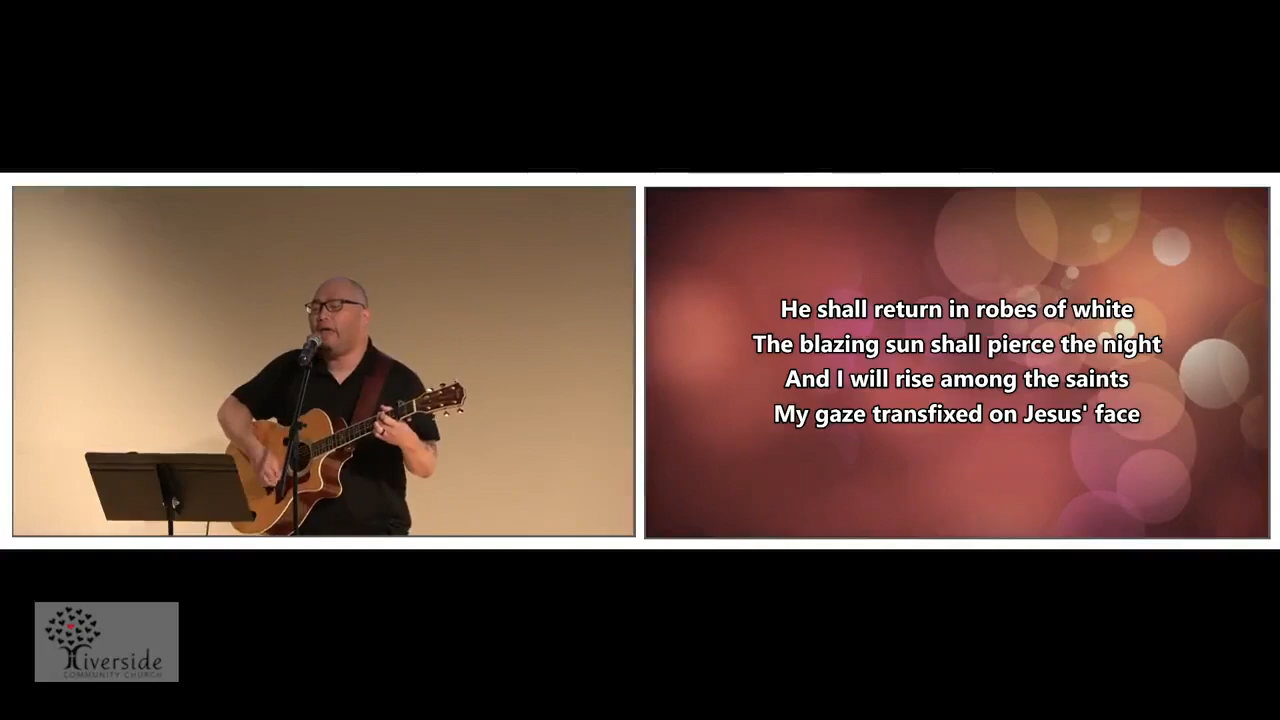 He shall return in robes of white
The blazing sun shall pierce the night
And I will rise among the saints
My gaze transfixed on Jesus' face
Riverside
COMMUNITY CHURCH